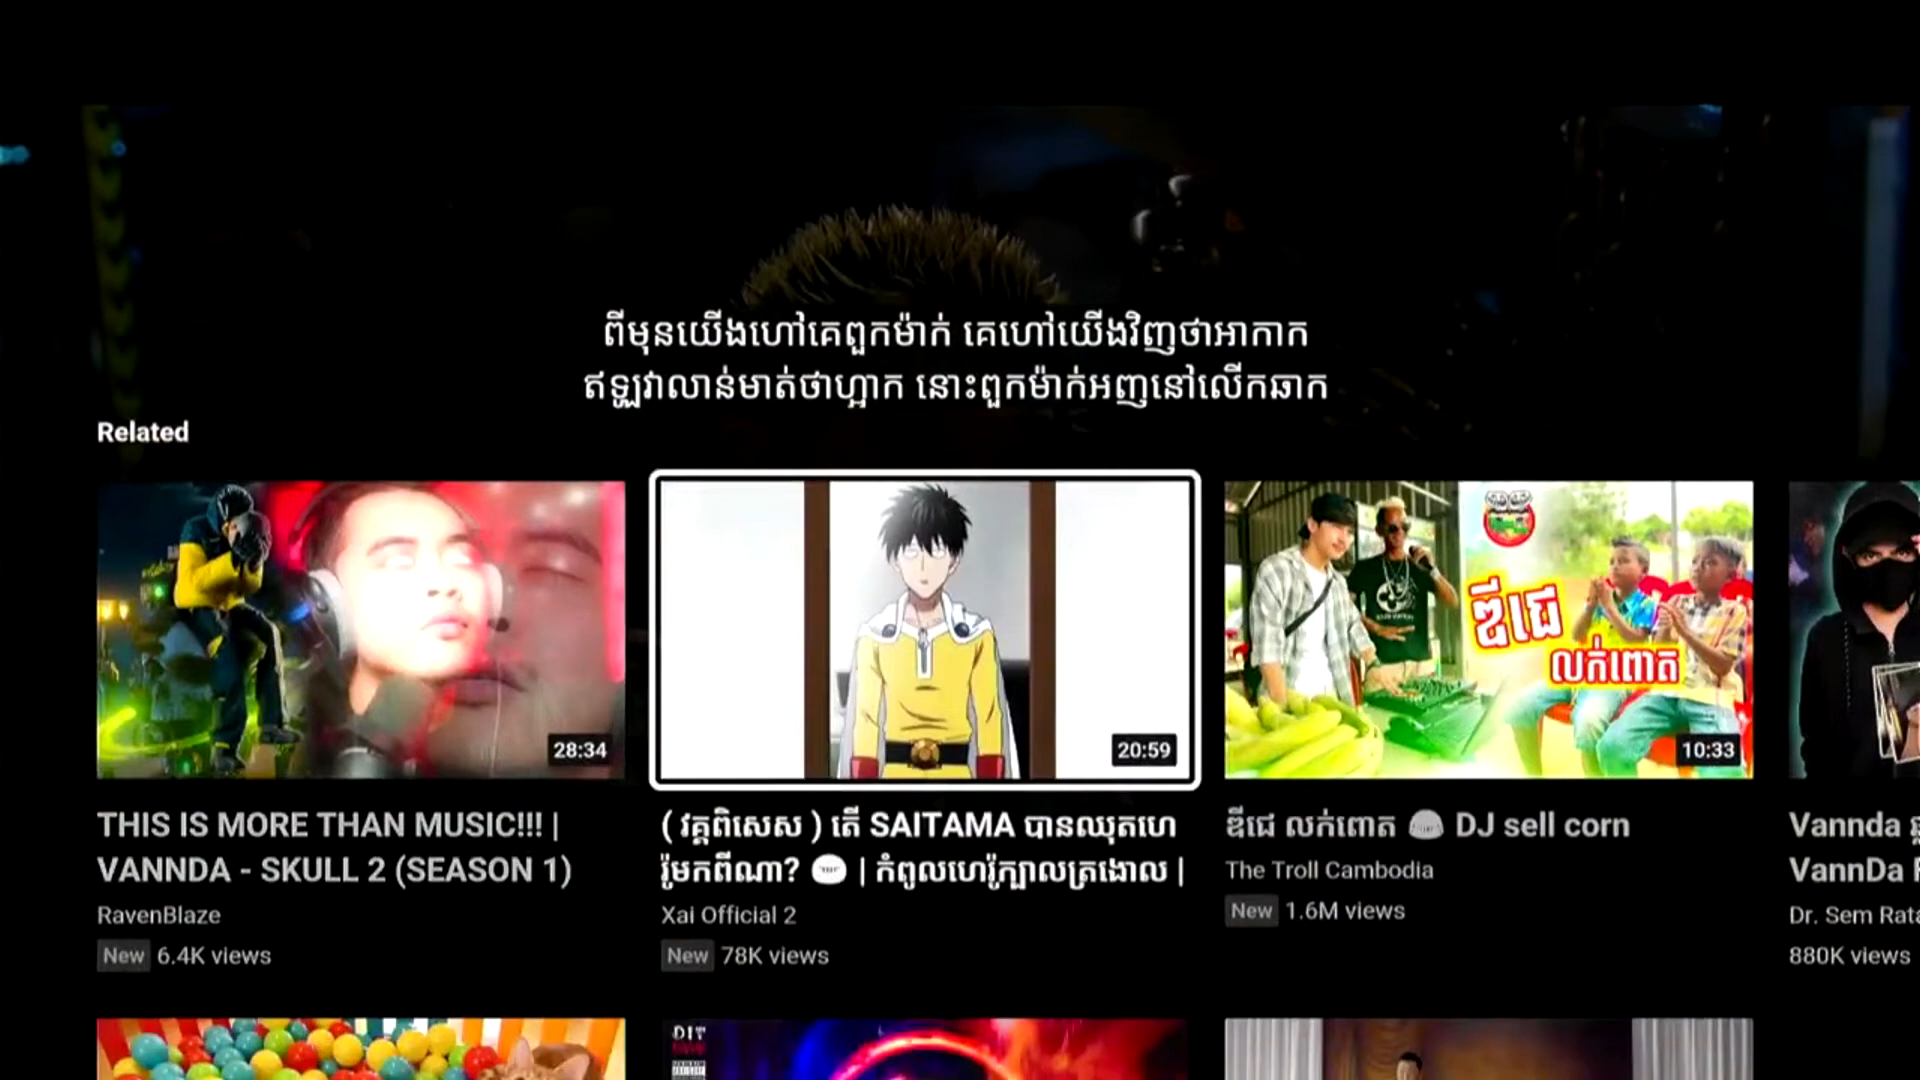 ពីមុនយើងហៅគេពួកម៉ាក់ គេហៅយើងវិញថាអាកាក
ឥឡូវវាលាន់មាត់ថាហ្អាក នោះពួកម៉ាក់អញនៅលើកឆាក
Related
28:34
20:59
ឌីជេ
លក់ពោត
10:33
THIS IS MORE THAN MUSIC!!! |
VANNDA - SKULL 2 (SEASON 1)
RavenBlaze
New 6.4K views
( វគ្គពិសេស ) តើ SAITAMA បានឈុតហេ
រ៉ូមកពីណា? | កំពូលហេរ៉ូក្បាលត្រងោល |
Xai Official 2
New 78K views
ឌីជេ លក់ពោត DJ sell corn
The Troll Cambodia
New 1.6M views
Vannda
VannDa
Dr. Sem Rata
880K views